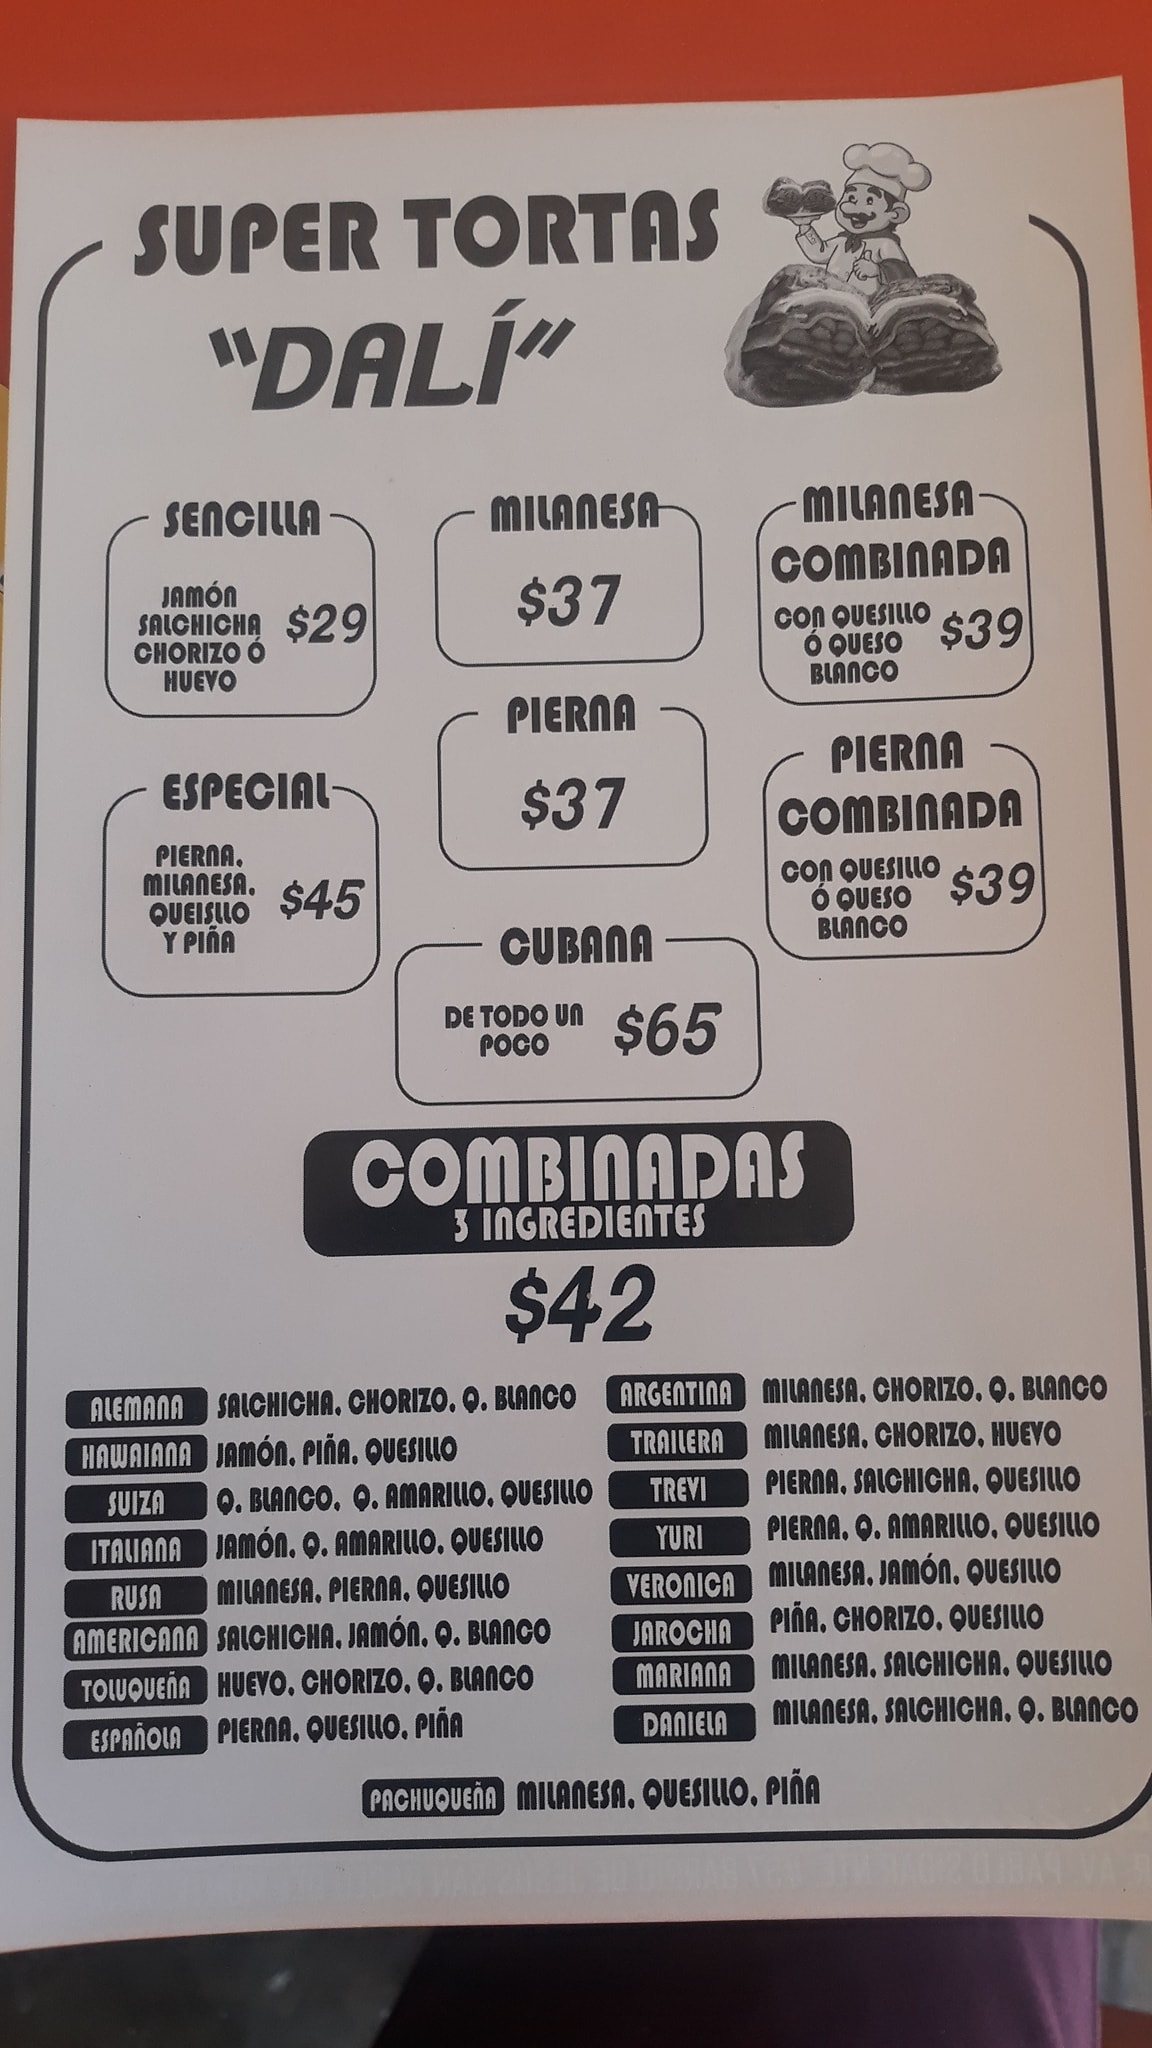 SUPER TORTAS
"DALÍ"
SENCILLA
JAMÓN
SALCHICHA
CHORIZO Ó
HUEVO
$29
MILANESA
$37
MILANESA
COMBINADA
CON QUESILLO
Ó QUESO
BLANCO
$39
PIERNA
$37
ESPECIAL
PIERNA,
MILANESA,
QUEISLLO
Y PIÑA
$45
PIERNA
COMBINADA
CON QUESILLO
Ó QUESO
BLANCO
$39
CUBANA
DE TODO UN
POCO
$65
COMBINADAS
3 INGREDIENTES
$42
ALEMANA SALCHICHA, CHORIZO, Q. BLANCO
HAWAIANA JAMÓN, PIÑA, QUESILLO
SUIZA Q. BLANCO, Q. AMARILLO, QUESILLO
ITALIANA JAMÓN, Q. AMARILLO, QUESILLO
RUSA MILANESA, PIERNA, QUESILLO
AMERICANA SALCHICHA, JAMÓN, Q. BLANCO
TOLUQUEÑA HUEVO, CHORIZO, Q. BLANCO
ESPAÑOLA PIERNA, QUESILLO, PIÑA
ARGENTINA MILANESA, CHORIZO, Q. BLANCO
TRAILERA MILANESA, CHORIZO, HUEVO
TREVI PIERNA, SALCHICHA, QUESILLO
YURI PIERNA, Q. AMARILLO, QUESILLO
VERONICA MILANESA, JAMÓN, QUESILLO
JAROCHA PIÑA, CHORIZO, QUESILLO
MARIANA MILANESA, SALCHICHA, QUESILLO
DANIELA MILANESA, SALCHICHA, Q. BLANCO
PACHUQUEÑA MILANESA, QUESILLO, PIÑA